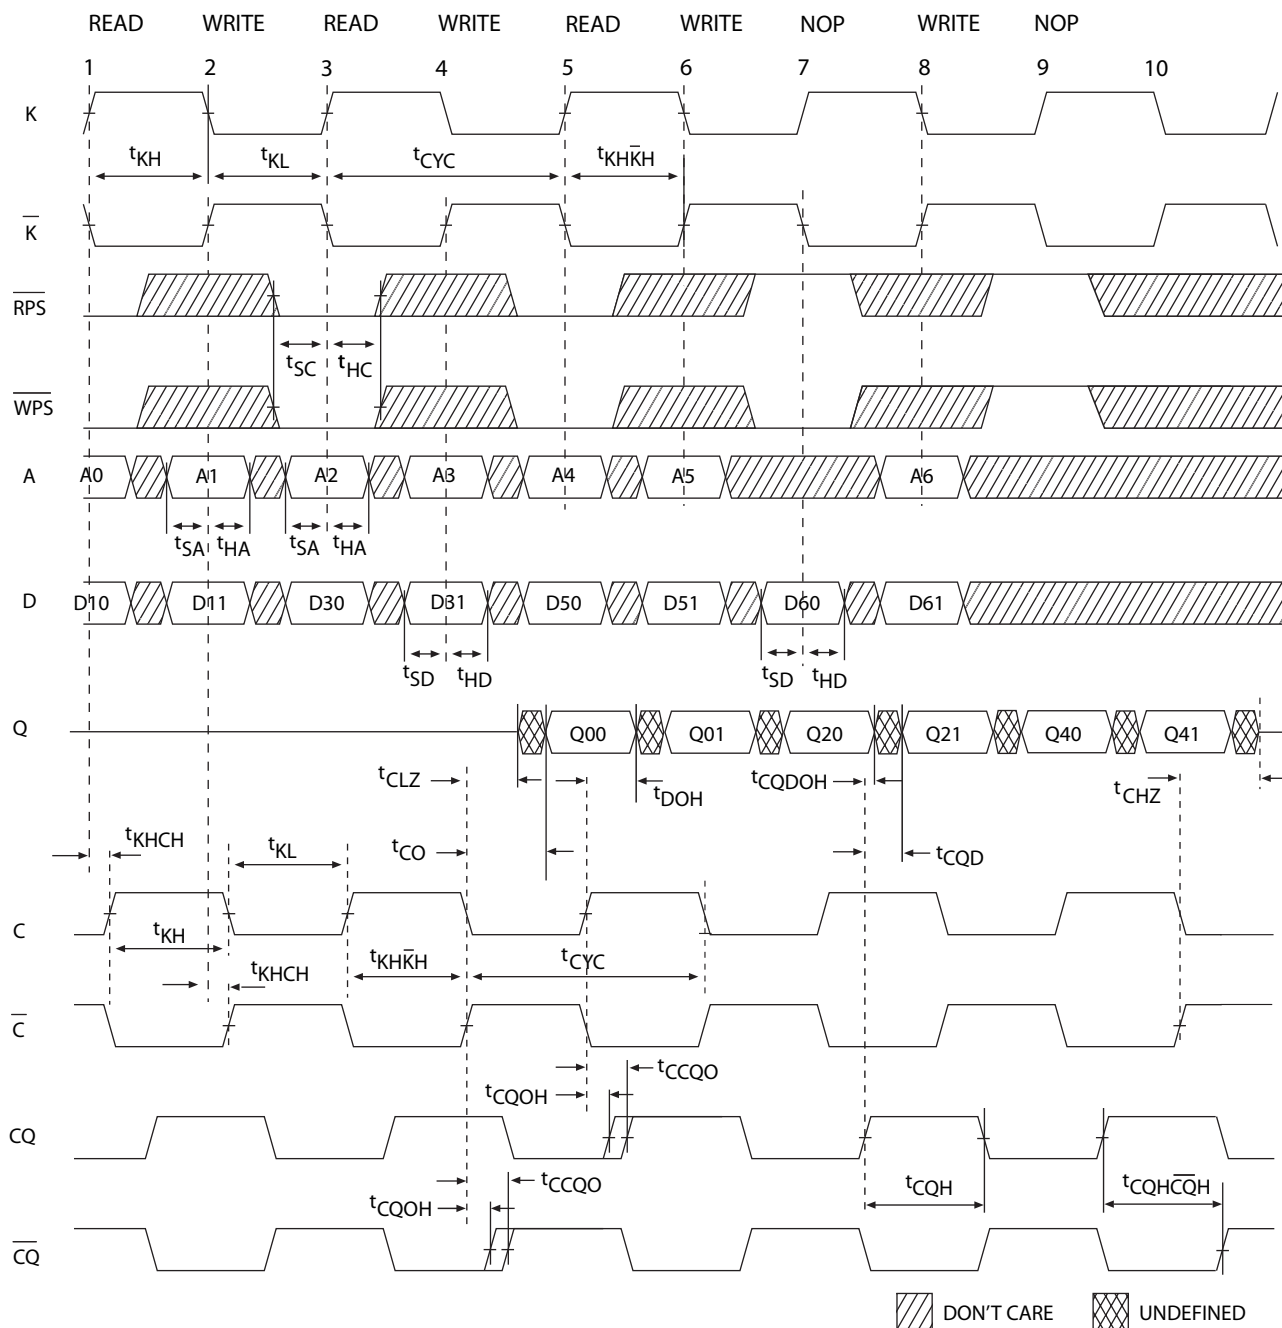 READ WRITE READ WRITE READ WRITE NOP WRITE NOP
1 2 3 4 5 6 7 8 9 10
K
tKH tKL tCYC tKHK̅H
K̅
R̅P̅S̅
tSC tHC
W̅P̅S̅
A A0 A1 A2 A3 A4 A5 A6
tSA tHA tSA tHA
D D10 D11 D30 D31 D50 D51 D60 D61
tSD tHD tSD tHD
Q Q00 Q01 Q20 Q21 Q40 Q41
tCLZ tDOH tCQDOH tCHZ
tKHCH tKL tCO tCQD
C
tKH tKHK̅H tCYC
tKHCH
C̅
tCCQO
tCQOH
CQ
tCCQO tCQH tCQHC̅Q̅H
tCQOH
C̅Q̅
DON'T CARE UNDEFINED